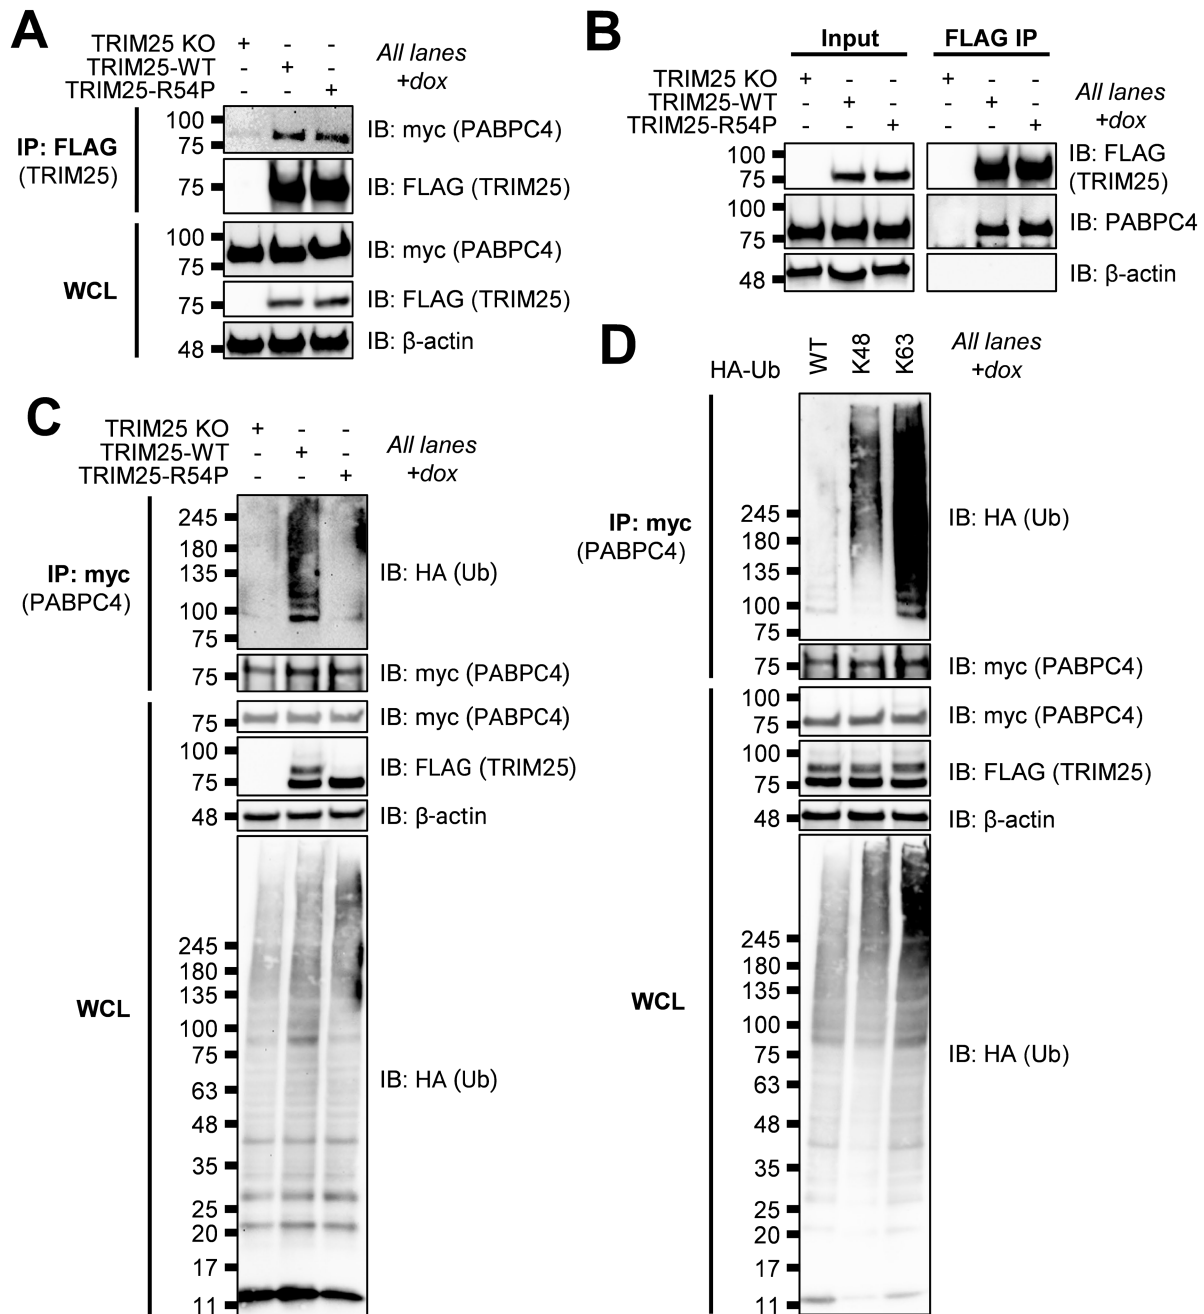 A
TRIM25 KO + - -
TRIM25-WT - + -
TRIM25-R54P - - +
All lanes
+dox
IP: FLAG
(TRIM25)
100
75
IB: myc (PABPC4)
75
IB: FLAG (TRIM25)
WCL
100
75
IB: myc (PABPC4)
75
IB: FLAG (TRIM25)
48
IB: β-actin
B
Input FLAG IP
TRIM25 KO + - - + - -
TRIM25-WT - + - - + -
TRIM25-R54P - - + - - +
All lanes
+dox
100
75
IB: FLAG
(TRIM25)
100
75
IB: PABPC4
48
IB: β-actin
C
TRIM25 KO + - -
TRIM25-WT - + -
TRIM25-R54P - - +
All lanes
+dox
IP: myc
(PABPC4)
245
180
135
100
75
IB: HA (Ub)
75
IB: myc (PABPC4)
WCL
75
IB: myc (PABPC4)
100
75
IB: FLAG (TRIM25)
48
IB: β-actin
245
180
135
100
75
63
48
35
25
20
17
11
IB: HA (Ub)
D
HA-Ub WT K48 K63
All lanes
+dox
IP: myc
(PABPC4)
245
180
135
100
75
IB: HA (Ub)
75
IB: myc (PABPC4)
WCL
100
75
IB: myc (PABPC4)
100
75
IB: FLAG (TRIM25)
48
IB: β-actin
245
180
135
100
75
63
48
35
25
20
17
11
IB: HA (Ub)